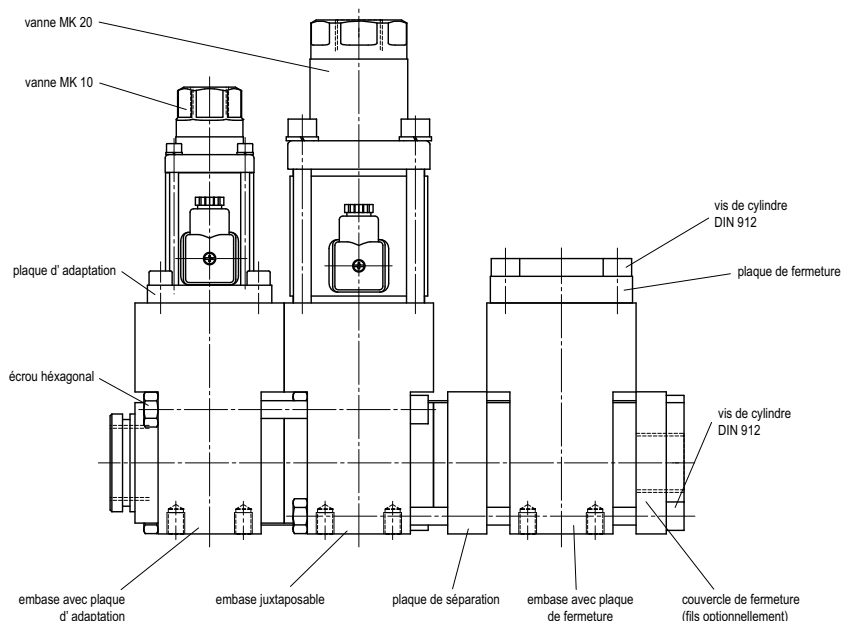 vanne MK 20
vanne MK 10
vis de cylindre
DIN 912
plaque d' adaptation
plaque de fermeture
écrou héxagonal
vis de cylindre
DIN 912
embase avec plaque
d' adaptation
embase juxtaposable
plaque de séparation
embase avec plaque
de fermeture
couvercle de fermeture
(fils optionnellement)